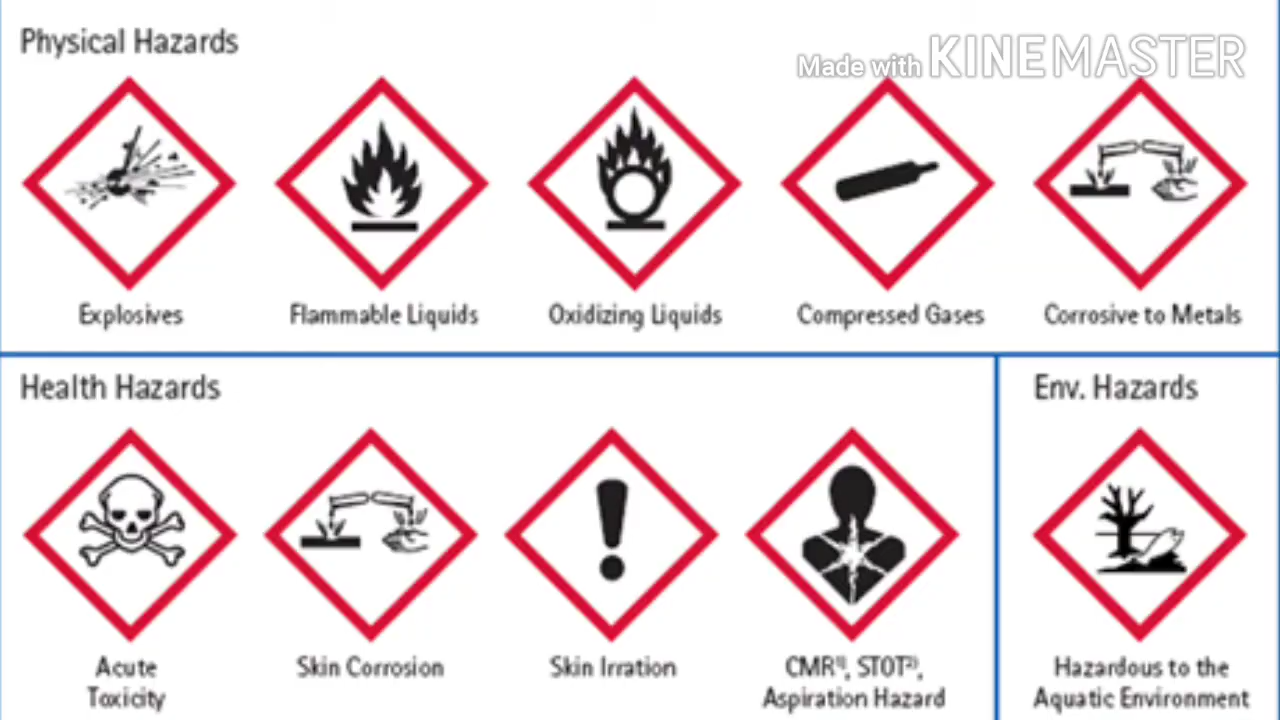 Physical Hazards
Made with KINEMASTER
Explosives
Flammable Liquids
Oxidizing Liquids
Compressed Gases
Corrosive to Metals
Health Hazards
Env. Hazards
Acute
Toxicity
Skin Corrosion
Skin Irration
CMR¹⁾, STOT²⁾,
Aspiration Hazard
Hazardous to the
Aquatic Environment